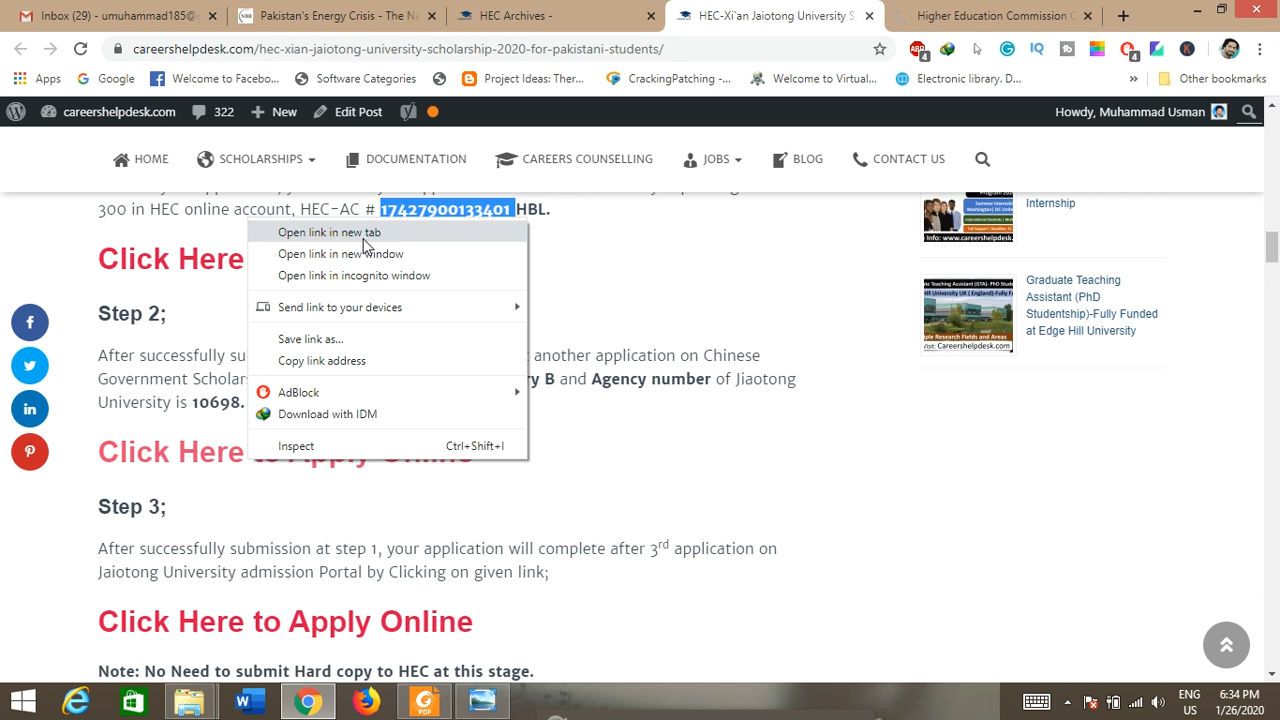 Inbox (29) - umuhammad185@g
Pakistan's Energy Crisis - The Na
HEC Archives -
HEC-Xi`an Jaiotong University S
Higher Education Commission C
careershelpdesk.com/hec-xian-jaiotong-university-scholarship-2020-for-pakistani-students/
Apps
Google
Welcome to Facebo...
Software Categories
Project Ideas: Ther...
CrackingPatching -...
Welcome to Virtual...
Electronic library. D...
Other bookmarks
careershelpdesk.com
322
New
Edit Post
Howdy, Muhammad Usman
HOME
SCHOLARSHIPS
DOCUMENTATION
CAREERS COUNSELLING
JOBS
BLOG
CONTACT US
300 in HEC online account HEC-AC # 17427900133401 HBL.
Click Here
Step 2;
After successfully su another application on Chinese
Government Scholar ry B and Agency number of Jiaotong
University is 10698.
Click Here to Apply Online
Step 3;
After successfully submission at step 1, your application will complete after 3rd application on
Jaiotong University admission Portal by Clicking on given link;
Click Here to Apply Online
Note: No Need to submit Hard copy to HEC at this stage.
Open link in new tab
Open link in new window
Open link in incognito window
Send link to your devices
Save link as...
Copy link address
AdBlock
Download with IDM
Inspect Ctrl+Shift+I
Internship
Graduate Teaching
Assistant (PhD
Studentship)-Fully Funded
at Edge Hill University
ENG
US
6:34 PM
1/26/2020